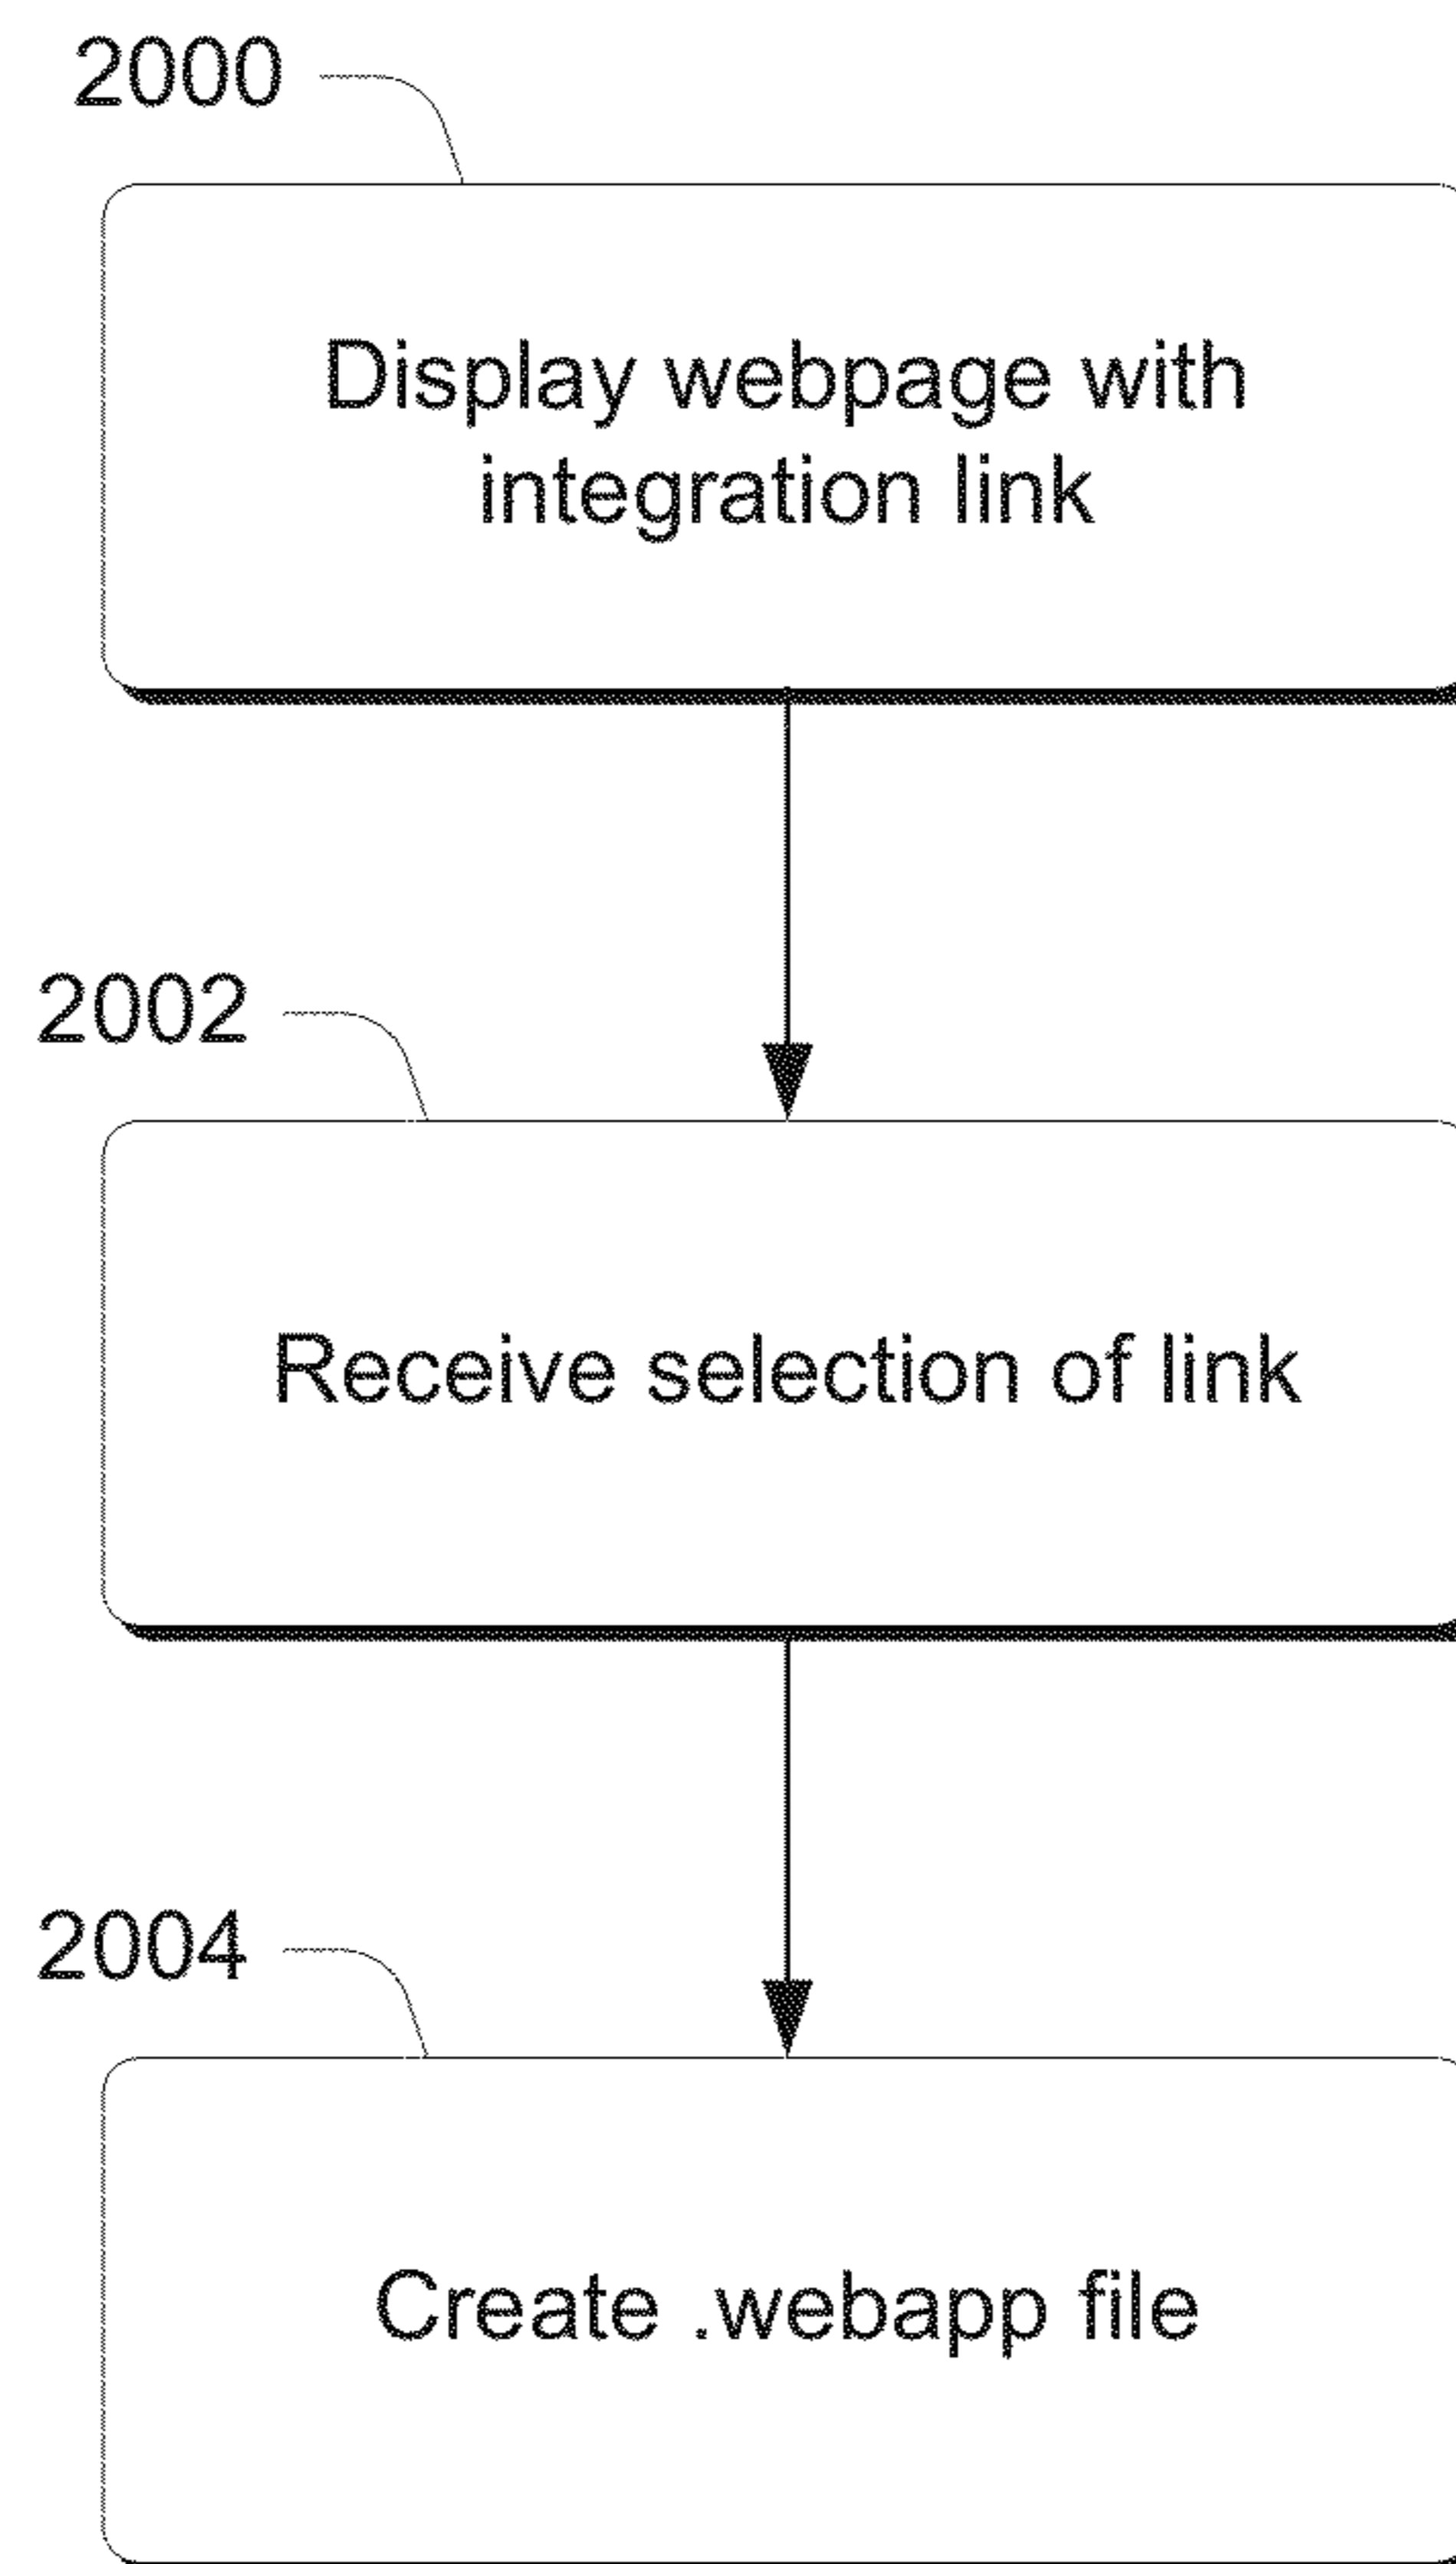 2000
Display webpage with
integration link
2002
Receive selection of link
2004
Create .webapp file